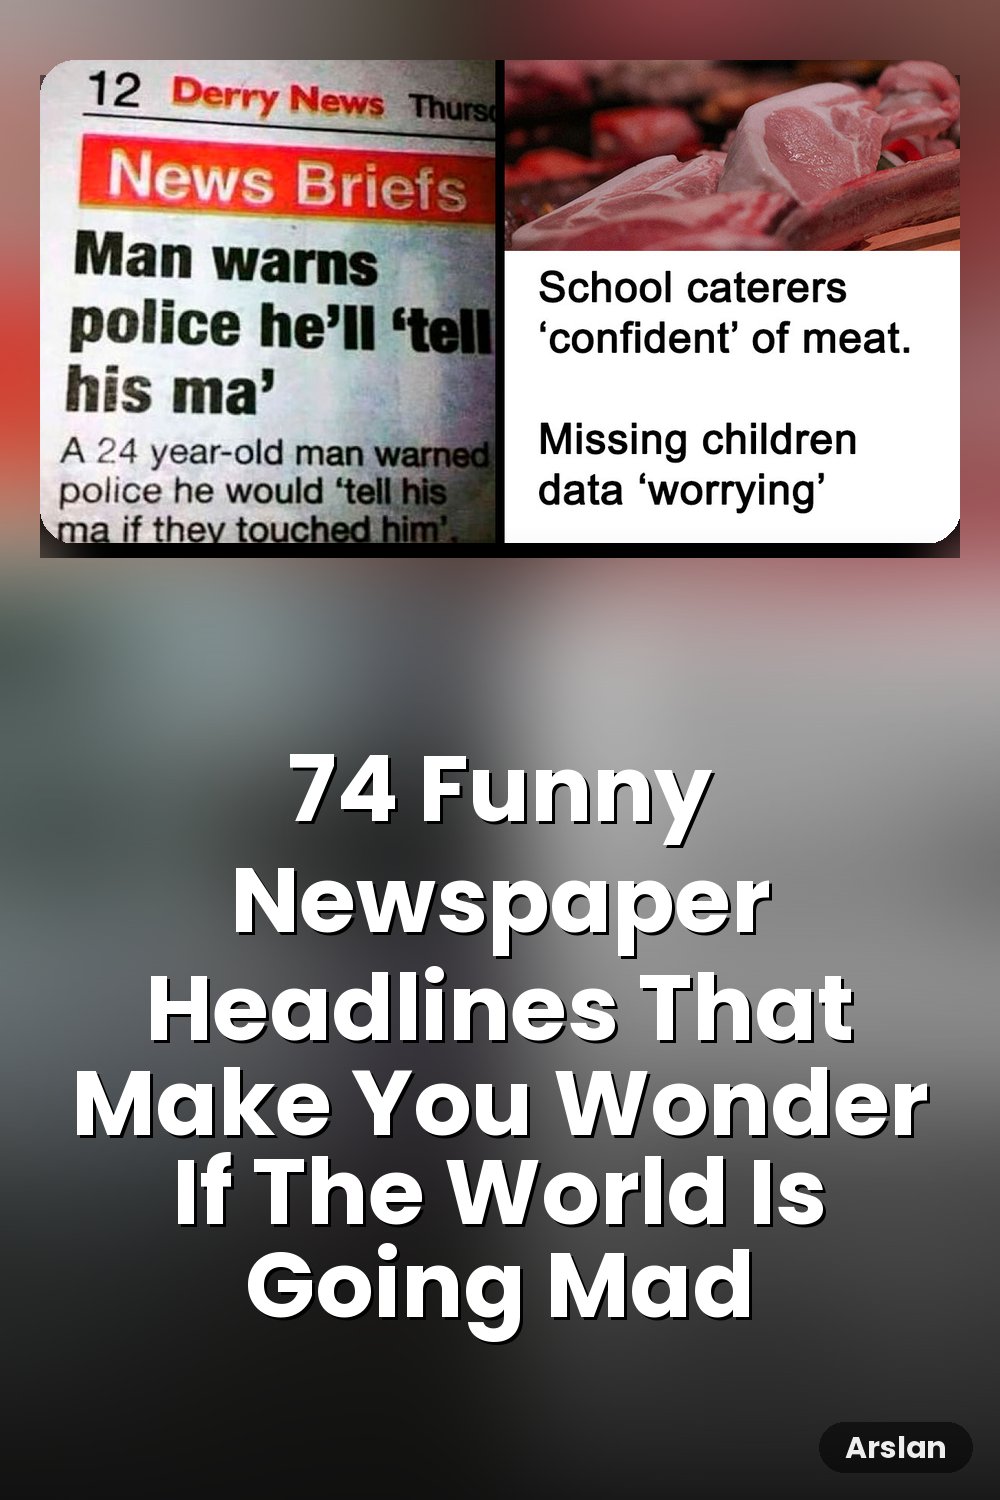 12 Derry News Thurs
News Briefs
Man warns
police he’ll ‘tell
his ma’
A 24 year-old man warned
police he would ‘tell his
ma if they touched him’.
School caterers
‘confident’ of meat.
Missing children
data ‘worrying’
74 Funny
Newspaper
Headlines That
Make You Wonder
If The World Is
Going Mad
Arslan